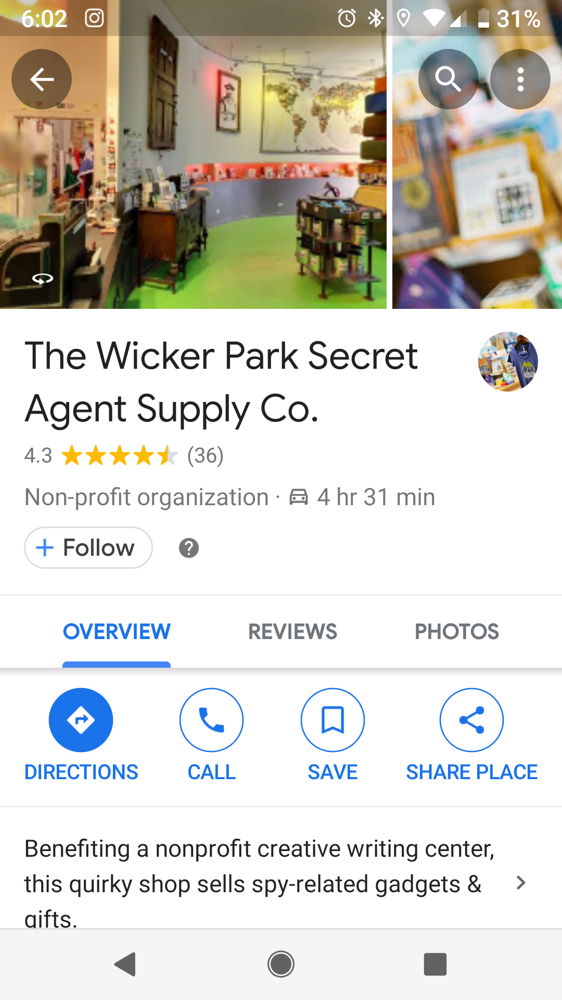 6:02
31%
The Wicker Park Secret
Agent Supply Co.
4.3 (36)
Non-profit organization · 4 hr 31 min
+ Follow
?
OVERVIEW REVIEWS PHOTOS
DIRECTIONS CALL SAVE SHARE PLACE
Benefiting a nonprofit creative writing center,
this quirky shop sells spy-related gadgets &
gifts.